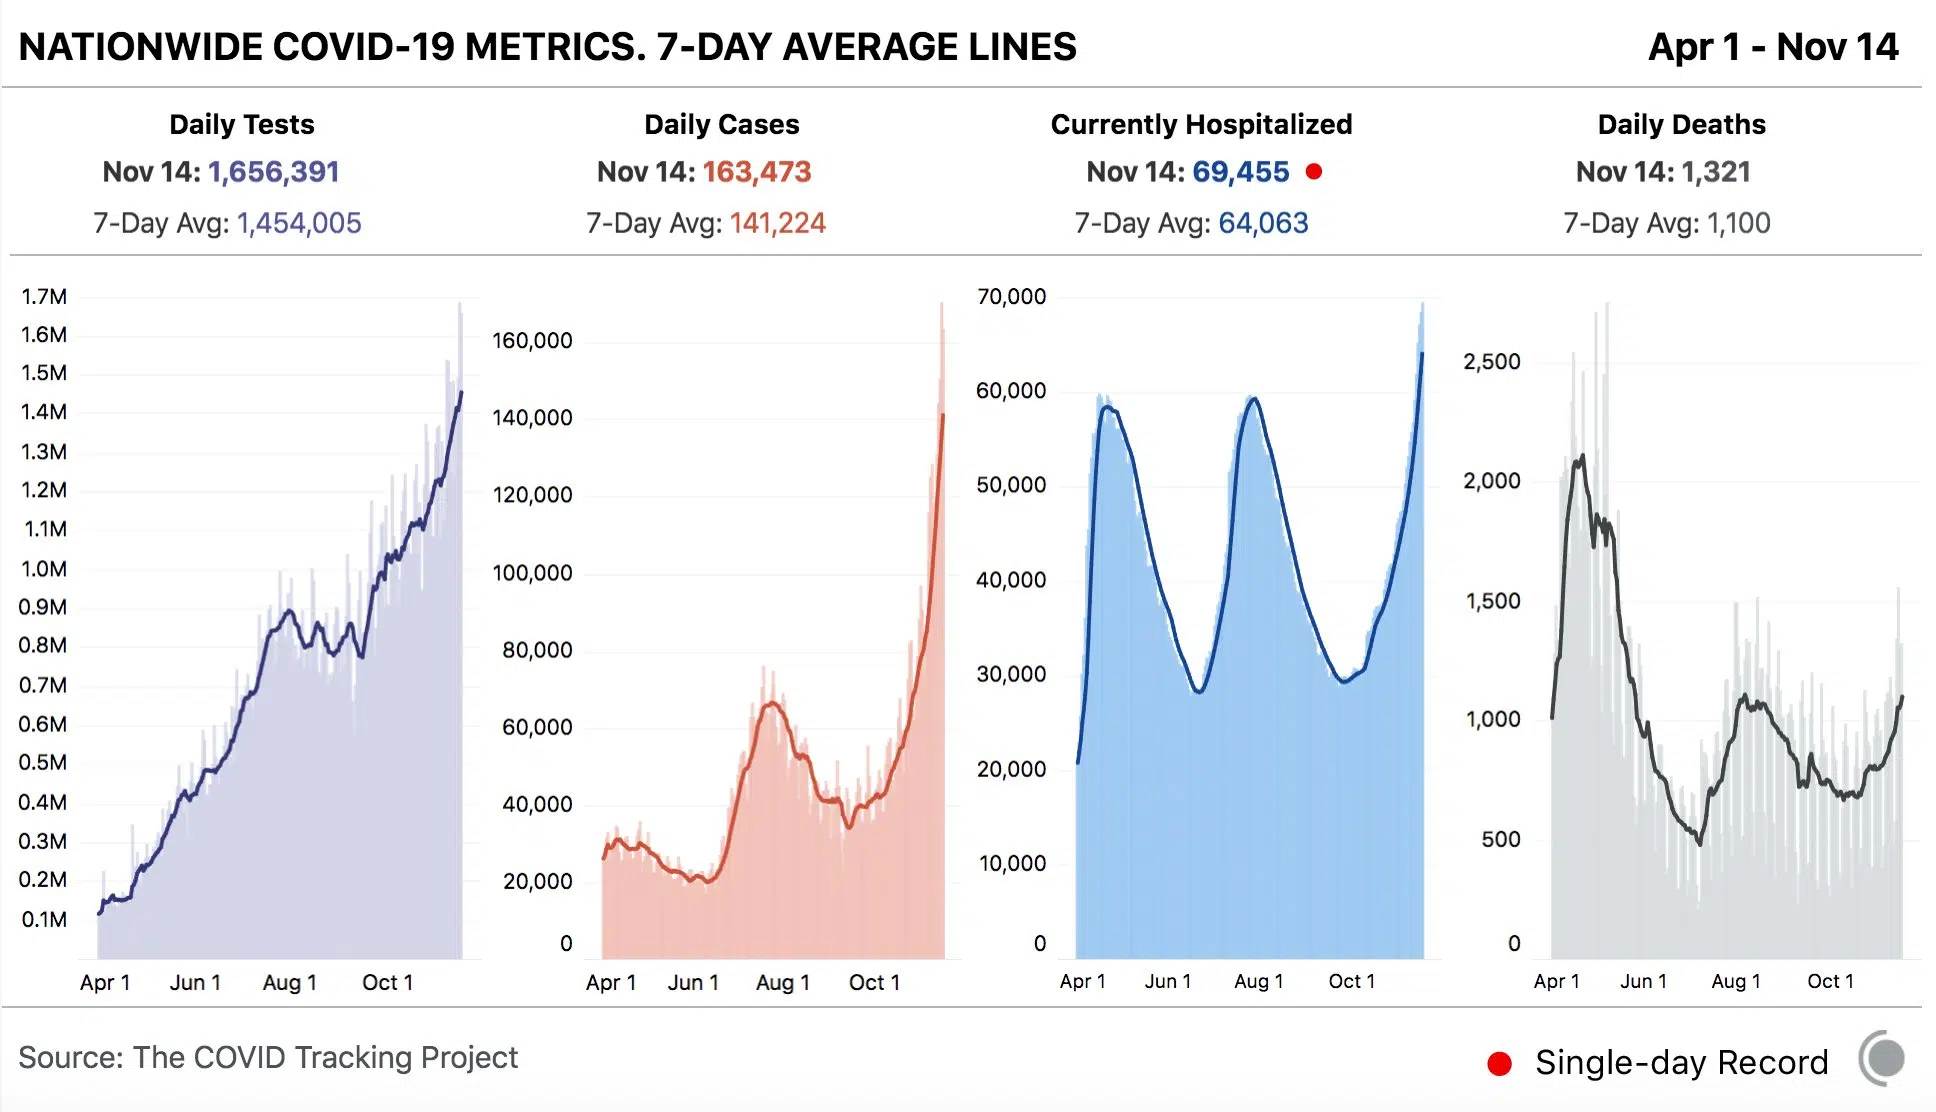 NATIONWIDE COVID-19 METRICS. 7-DAY AVERAGE LINES
Apr 1 - Nov 14
Daily Tests
Nov 14: 1,656,391
7-Day Avg: 1,454,005
Daily Cases
Nov 14: 163,473
7-Day Avg: 141,224
Currently Hospitalized
Nov 14: 69,455
7-Day Avg: 64,063
Daily Deaths
Nov 14: 1,321
7-Day Avg: 1,100
1.7M
1.6M
1.5M
1.4M
1.3M
1.2M
1.1M
1.0M
0.9M
0.8M
0.7M
0.6M
0.5M
0.4M
0.3M
0.2M
0.1M
Apr 1 Jun 1 Aug 1 Oct 1
160,000
140,000
120,000
100,000
80,000
60,000
40,000
20,000
0
Apr 1 Jun 1 Aug 1 Oct 1
70,000
60,000
50,000
40,000
30,000
20,000
10,000
0
Apr 1 Jun 1 Aug 1 Oct 1
2,500
2,000
1,500
1,000
500
0
Apr 1 Jun 1 Aug 1 Oct 1
Source: The COVID Tracking Project
Single-day Record